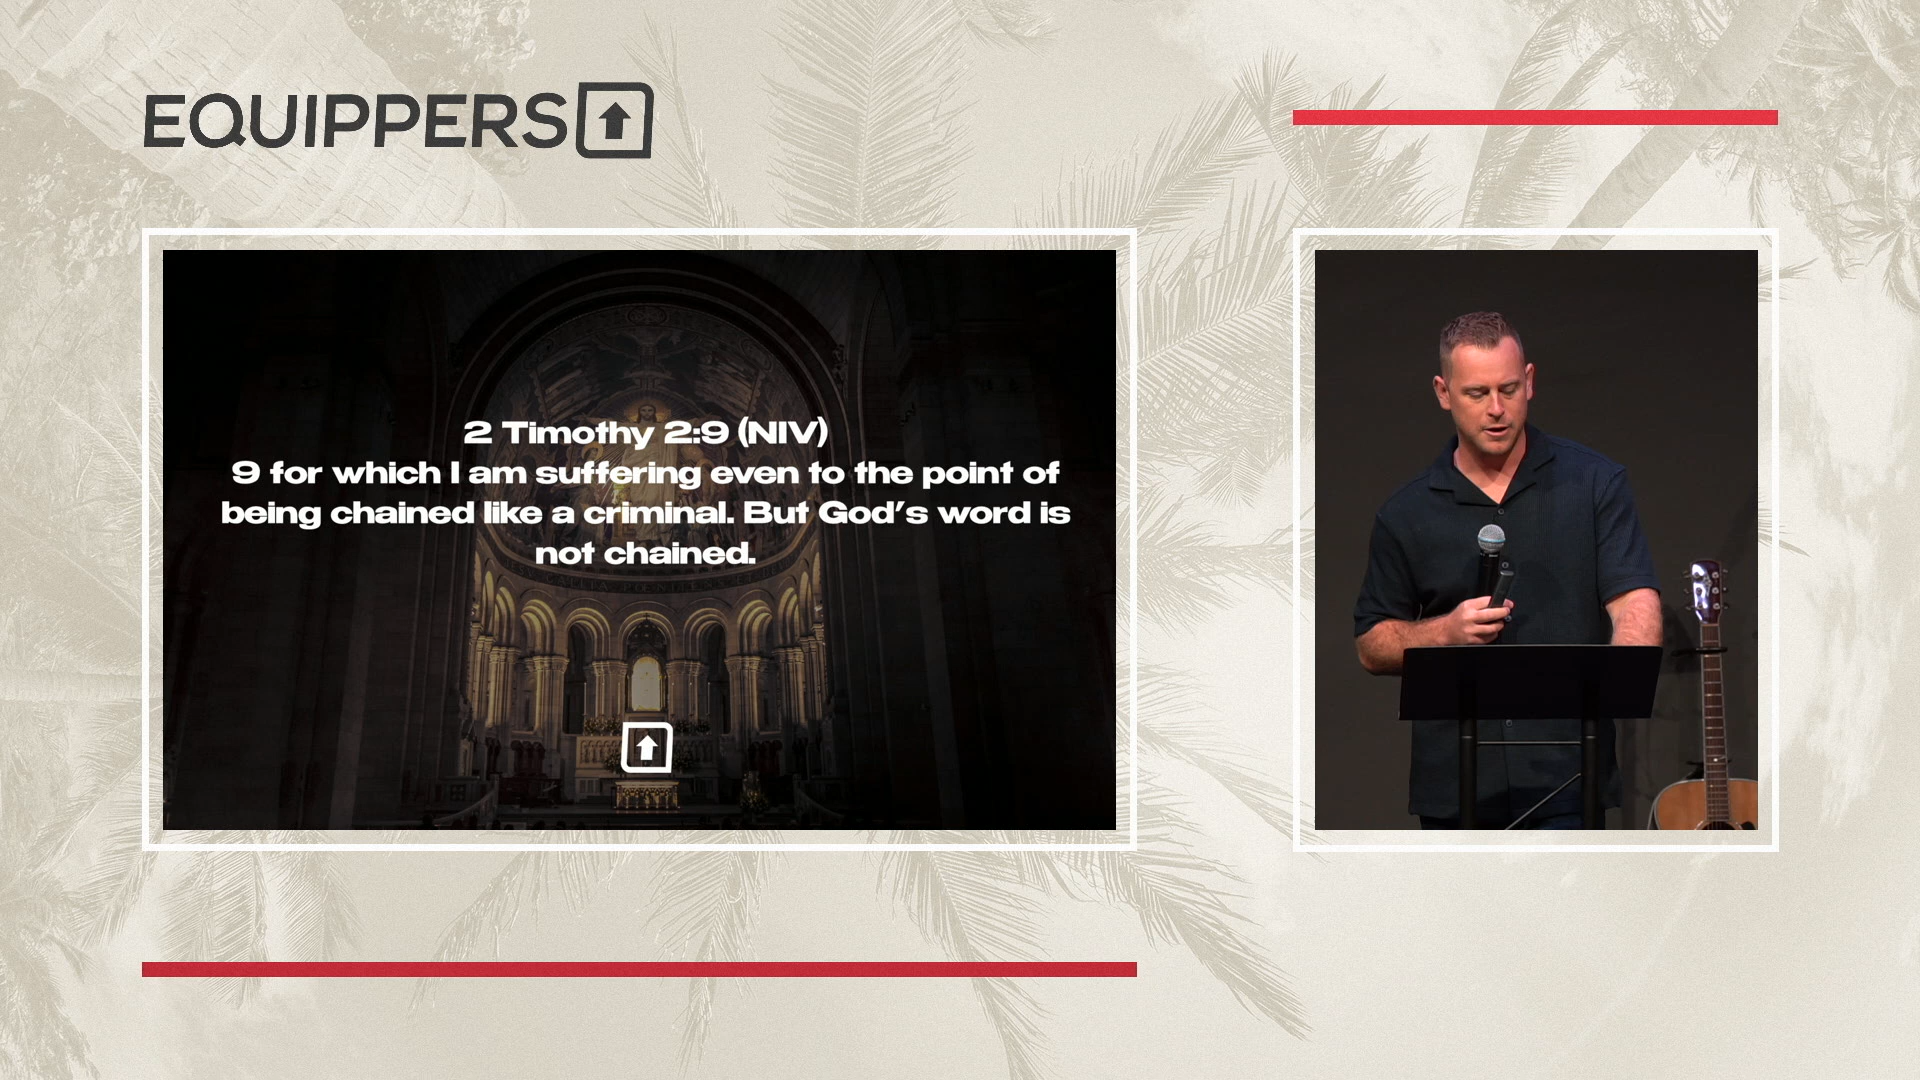 EQUIPPERS
2 Timothy 2:9 (NIV)
9 for which I am suffering even to the point of
being chained like a criminal. But God's word is
not chained.